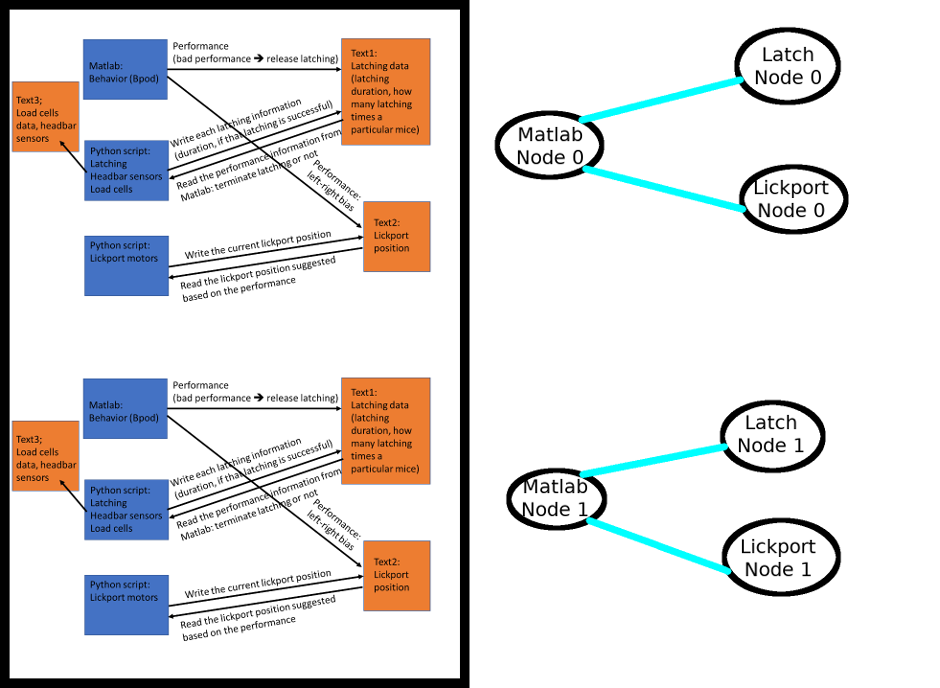 Performance
(bad performance ➔ release latching)
Matlab:
Behavior (Bpod)
Text1:
Latching data
(latching
duration, how
many latching
times a
particular mice)
Text3;
Load cells
data, headbar
sensors
Write each latching information
(duration, if that latching is successful)
Python script:
Latching
Headbar sensors
Load cells
Read the performance information from
Matlab: terminate latching or not
Performance:
left-right bias
Text2:
Lickport
position
Python script:
Lickport motors
Write the current lickport position
Read the lickport position suggested
based on the performance
Performance
(bad performance ➔ release latching)
Matlab:
Behavior (Bpod)
Text1:
Latching data
(latching
duration, how
many latching
times a
particular mice)
Text3;
Load cells
data, headbar
sensors
Write each latching information
(duration, if that latching is successful)
Python script:
Latching
Headbar sensors
Load cells
Read the performance information from
Matlab: terminate latching or not
Performance:
left-right bias
Text2:
Lickport
position
Python script:
Lickport motors
Write the current lickport position
Read the lickport position suggested
based on the performance
Latch
Node 0
Matlab
Node 0
Lickport
Node 0
Latch
Node 1
Matlab
Node 1
Lickport
Node 1